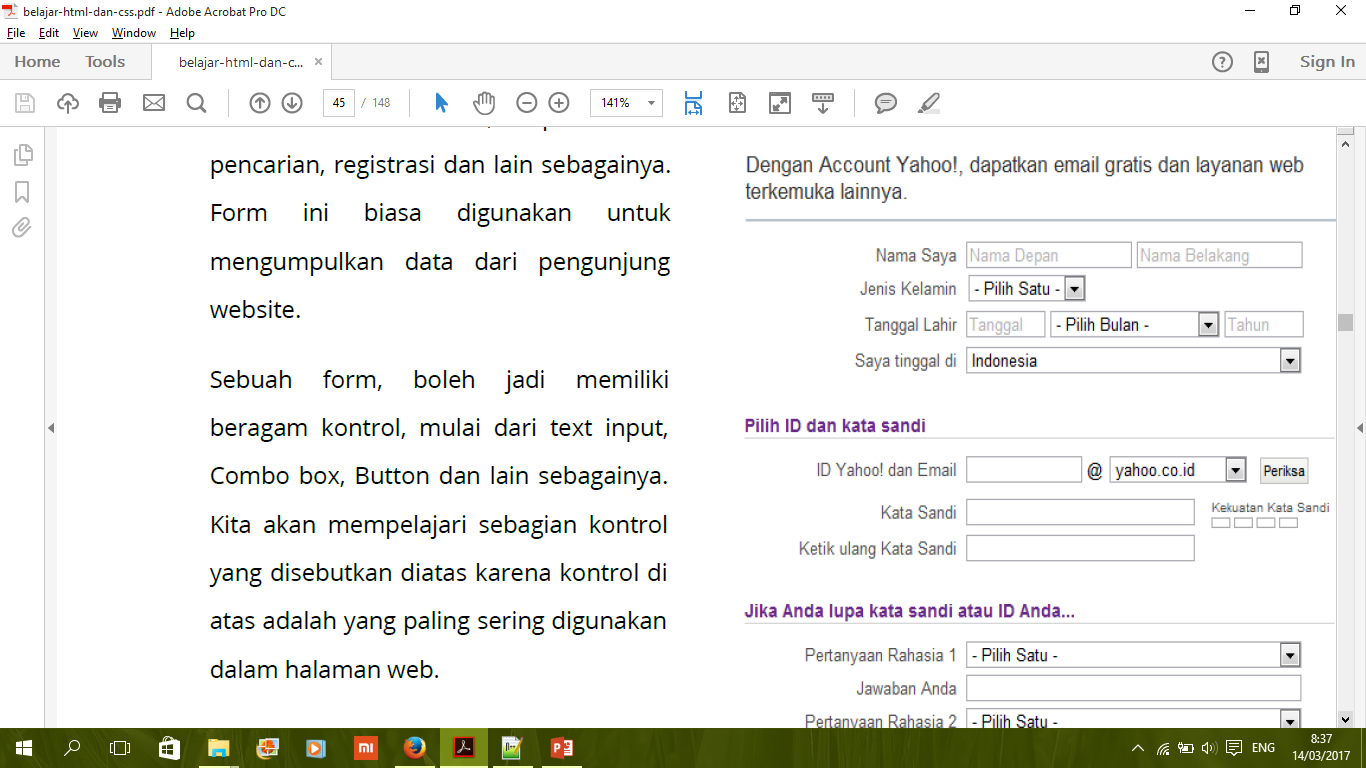 belajar-html-dan-css.pdf - Adobe Acrobat Pro DC
File Edit View Window Help
Home Tools belajar-html-dan-c... × Sign In
45 / 148 141%
pencarian, registrasi dan lain sebagainya.
Form ini biasa digunakan untuk
mengumpulkan data dari pengunjung
website.
Sebuah form, boleh jadi memiliki
beragam kontrol, mulai dari text input,
Combo box, Button dan lain sebagainya.
Kita akan mempelajari sebagian kontrol
yang disebutkan diatas karena kontrol di
atas adalah yang paling sering digunakan
dalam halaman web.
Dengan Account Yahoo!, dapatkan email gratis dan layanan web
terkemuka lainnya.
Nama Saya Nama Depan Nama Belakang
Jenis Kelamin - Pilih Satu -
Tanggal Lahir Tanggal - Pilih Bulan - Tahun
Saya tinggal di Indonesia
Pilih ID dan kata sandi
ID Yahoo! dan Email @ yahoo.co.id Periksa
Kata Sandi Kekuatan Kata Sandi
Ketik ulang Kata Sandi
Jika Anda lupa kata sandi atau ID Anda...
Pertanyaan Rahasia 1 - Pilih Satu -
Jawaban Anda
Pertanyaan Rahasia 2 - Pilih Satu -
ENG
8:37
14/03/2017